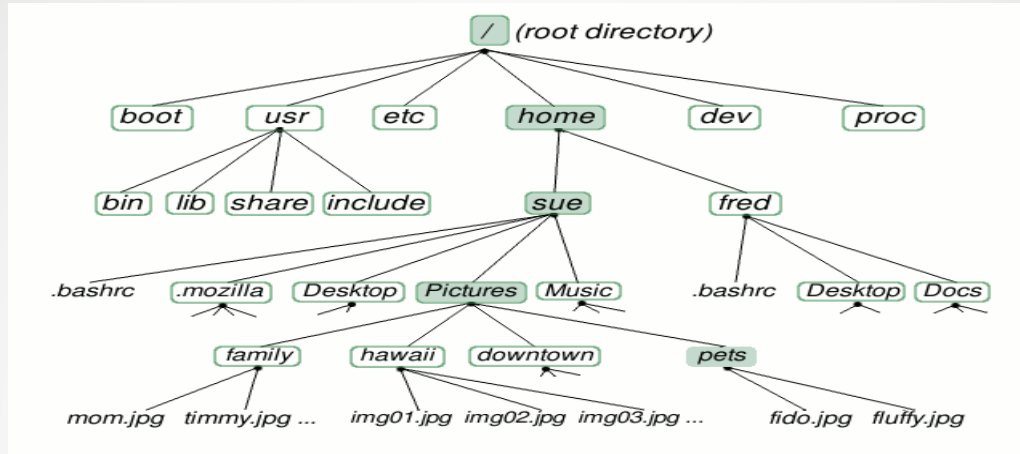 / (root directory)
boot usr etc home dev proc
bin lib share include sue fred
.bashrc .mozilla Desktop Pictures Music .bashrc Desktop Docs
family hawaii downtown pets
mom.jpg timmy.jpg ... img01.jpg img02.jpg img03.jpg ... fido.jpg fluffy.jpg